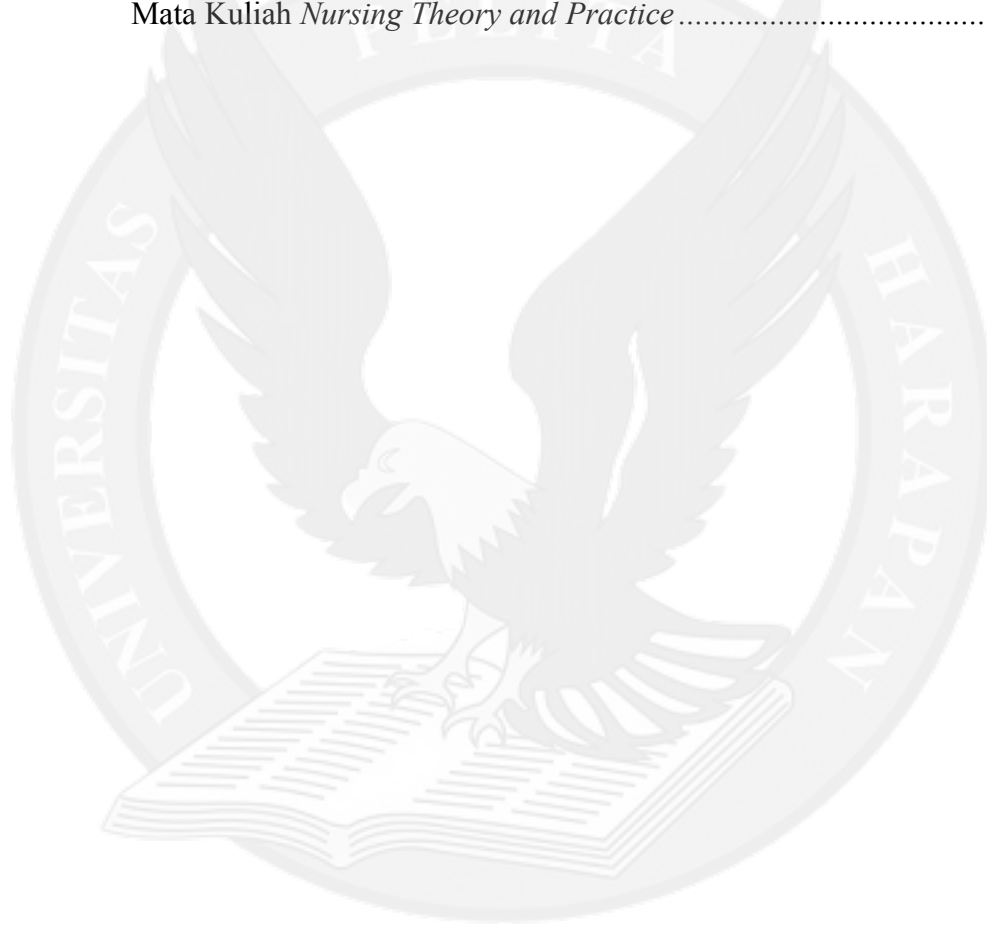 Mata Kuliah Nursing Theory and Practice.....................................
PELITA
UNIVERSITAS
HARAPAN